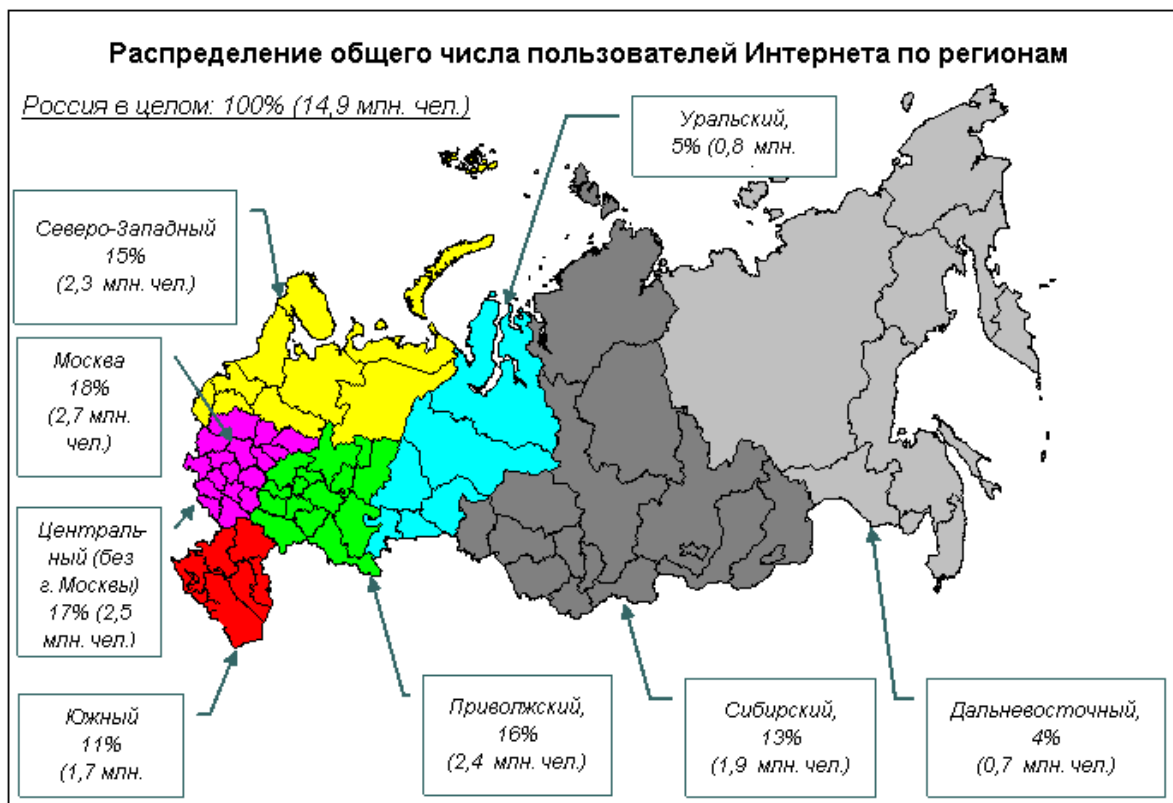 Распределение общего числа пользователей Интернета по регионам
Россия в целом: 100% (14,9 млн. чел.)
Уральский,
5% (0,8 млн.
Северо-Западный
15%
(2,3 млн. чел.)
Москва
18%
(2,7 млн.
чел.)
Централь-
ный (без
г. Москвы)
17% (2,5
млн. чел.)
Южный
11%
(1,7 млн.
Приволжский,
16%
(2,4 млн. чел.)
Сибирский,
13%
(1,9 млн. чел.)
Дальневосточный,
4%
(0,7 млн. чел.)